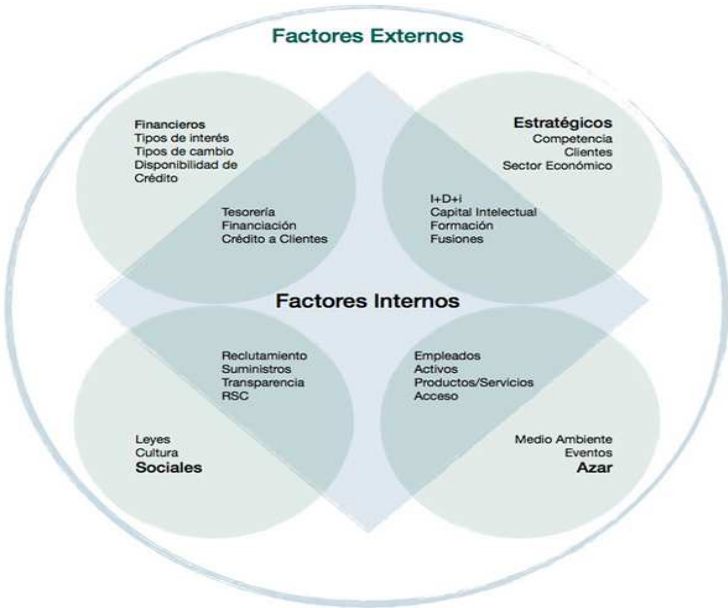 Factores Externos
Financieros
Tipos de interés
Tipos de cambio
Disponibilidad de
Crédito
Tesorería
Financiación
Crédito a Clientes
Estratégicos
Competencia
Clientes
Sector Económico
I+D+i
Capital Intelectual
Formación
Fusiones
Factores Internos
Reclutamiento
Suministros
Transparencia
RSC
Leyes
Cultura
Sociales
Empleados
Activos
Productos/Servicios
Acceso
Medio Ambiente
Eventos
Azar